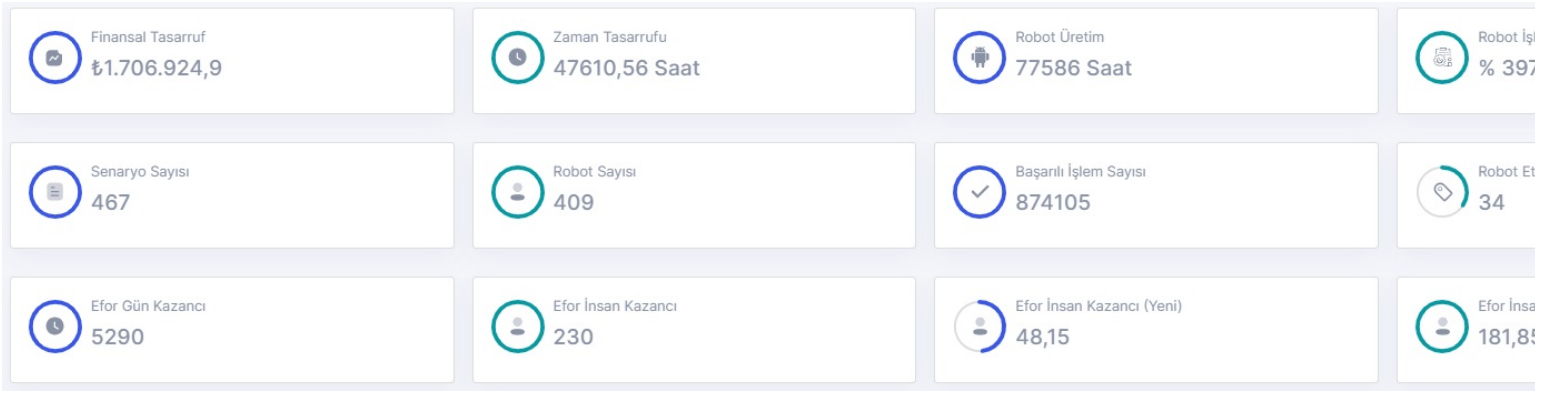 Finansal Tasarruf
₺1.706.924,9
Zaman Tasarrufu
47610,56 Saat
Robot Üretim
77586 Saat
Robot
% 397
Senaryo Sayısı
467
Robot Sayısı
409
Başarılı İşlem Sayısı
874105
Robot Et
34
Efor Gün Kazancı
5290
Efor İnsan Kazancı
230
Efor İnsan Kazancı (Yeni)
48,15
Efor İnsa
181,85